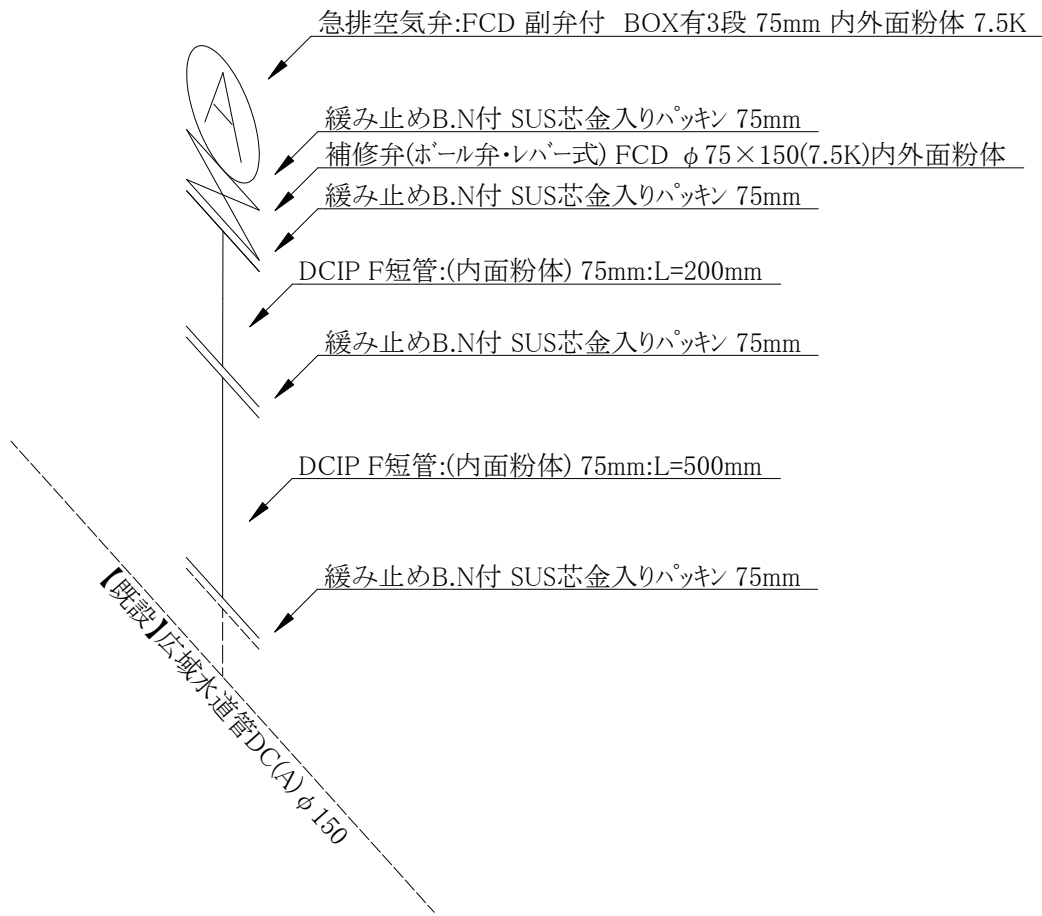 急排空気弁:FCD 副弁付 BOX有3段 75mm 内外面粉体 7.5K
A
緩み止めB.N付 SUS芯金入りパッキン 75mm
補修弁(ボール弁・レバー式) FCD φ75×150(7.5K)内外面粉体
緩み止めB.N付 SUS芯金入りパッキン 75mm
DCIP F短管:(内面粉体) 75mm:L=200mm
緩み止めB.N付 SUS芯金入りパッキン 75mm
DCIP F短管:(内面粉体) 75mm:L=500mm
緩み止めB.N付 SUS芯金入りパッキン 75mm
【既設】広域水道管DC(A)φ150